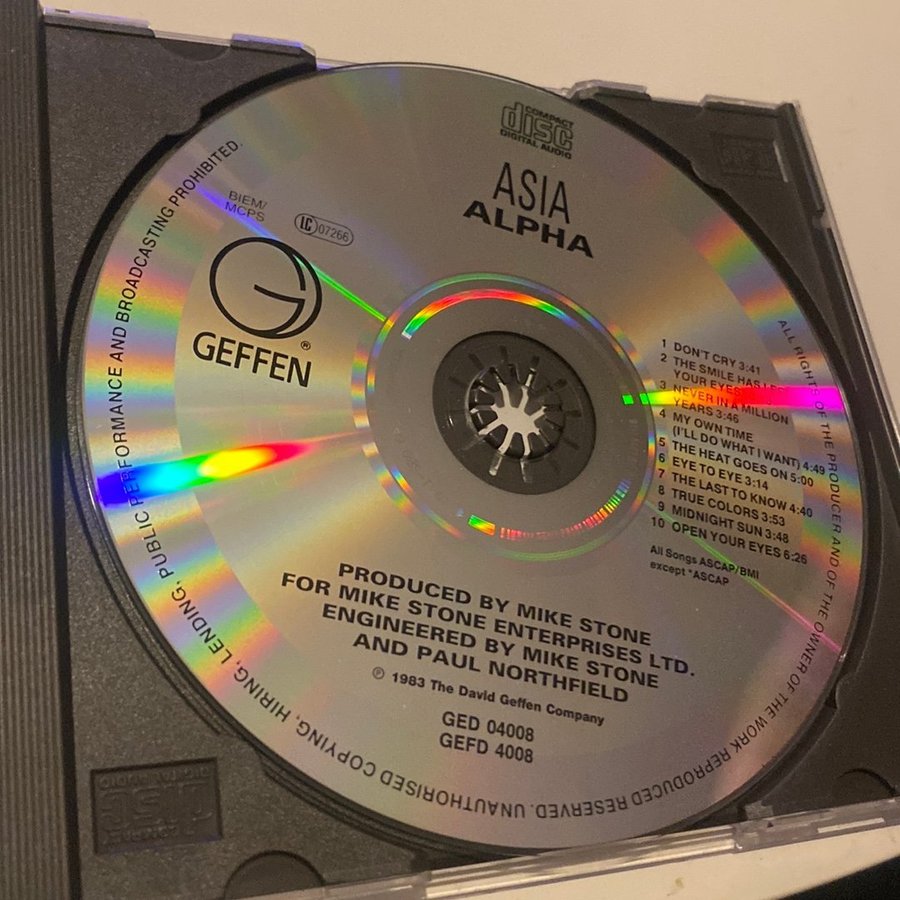 COMPACT
disc
DIGITAL AUDIO
ASIA
ALPHA
BIEM/
MCPS
LC 07266
GEFFEN®
1 DON'T CRY 3:41
2 THE SMILE HAS
YOUR EYES
3 NEVER IN A MILLION
YEARS 3:46
4 MY OWN TIME
(I'LL DO WHAT I WANT) 4:49
5 THE HEAT GOES ON 5:00
6 EYE TO EYE 3:14
7 THE LAST TO KNOW 4:40
8 TRUE COLORS 3:53
9 MIDNIGHT SUN 3:48
10 OPEN YOUR EYES 6:26
All Songs ASCAP/BMI
except *ASCAP
PRODUCED BY MIKE STONE
FOR MIKE STONE ENTERPRISES LTD.
ENGINEERED BY MIKE STONE
AND PAUL NORTHFIELD
℗ 1983 The David Geffen Company
GED 04008
GEFD 4008
ALL RIGHTS OF THE PRODUCER AND OF THE OWNER OF THE WORK REPRODUCED RESERVED. UNAUTHORISED COPYING, HIRING, LENDING, PUBLIC PERFORMANCE AND BROADCASTING PROHIBITED.
COMPACT
disc
DIGITAL AUDIO